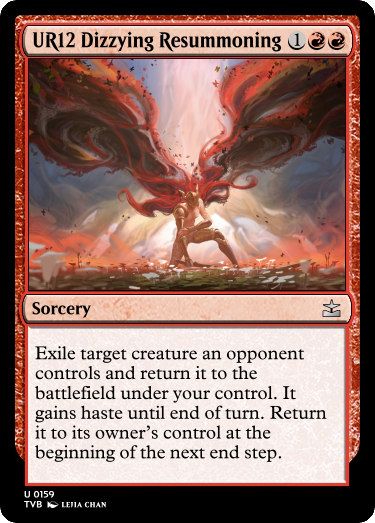 UR12 Dizzying Resummoning 1
Sorcery
Exile target creature an opponent
controls and return it to the
battlefield under your control. It
gains haste until end of turn. Return
it to its owner's control at the
beginning of the next end step.
U 0159
TVB LEJIA CHAN